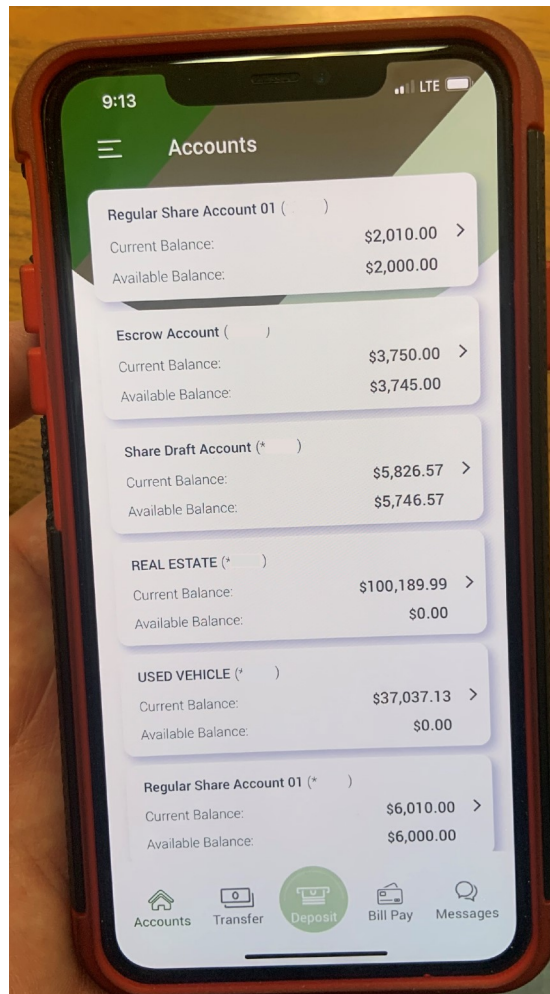 9:13 LTE
Accounts
Regular Share Account 01 ( )
Current Balance: $2,010.00
Available Balance: $2,000.00
Escrow Account ( )
Current Balance: $3,750.00
Available Balance: $3,745.00
Share Draft Account (* )
Current Balance: $5,826.57
Available Balance: $5,746.57
REAL ESTATE (* )
Current Balance: $100,189.99
Available Balance: $0.00
USED VEHICLE (* )
Current Balance: $37,037.13
Available Balance: $0.00
Regular Share Account 01 (* )
Current Balance: $6,010.00
Available Balance: $6,000.00
Accounts Transfer Deposit Bill Pay Messages